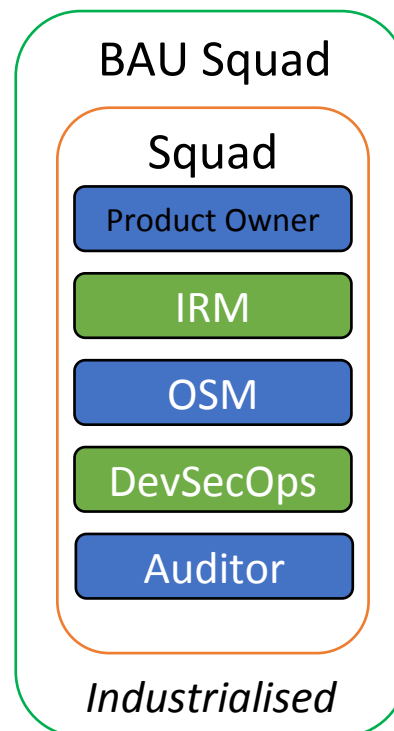 BAU Squad
Squad
Product Owner
IRM
OSM
DevSecOps
Auditor
Industrialised